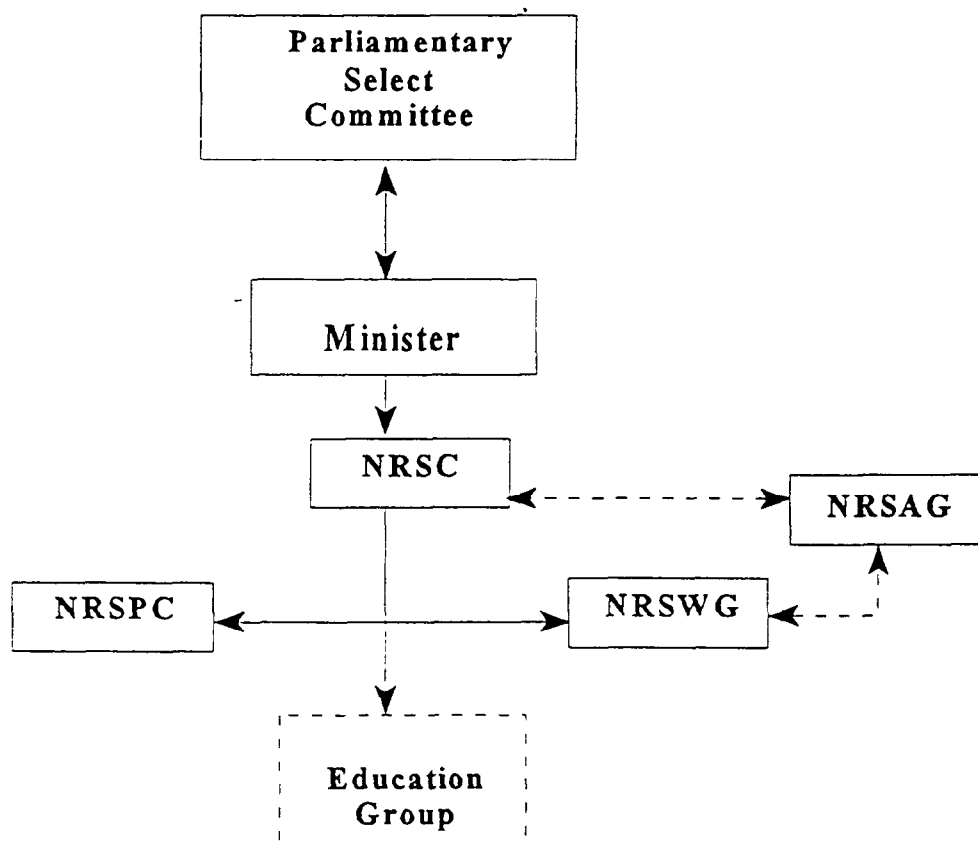 Parliamentary
Select
Committee
Minister
NRSC
NRSAG
NRSPC
NRSWG
Education
Group